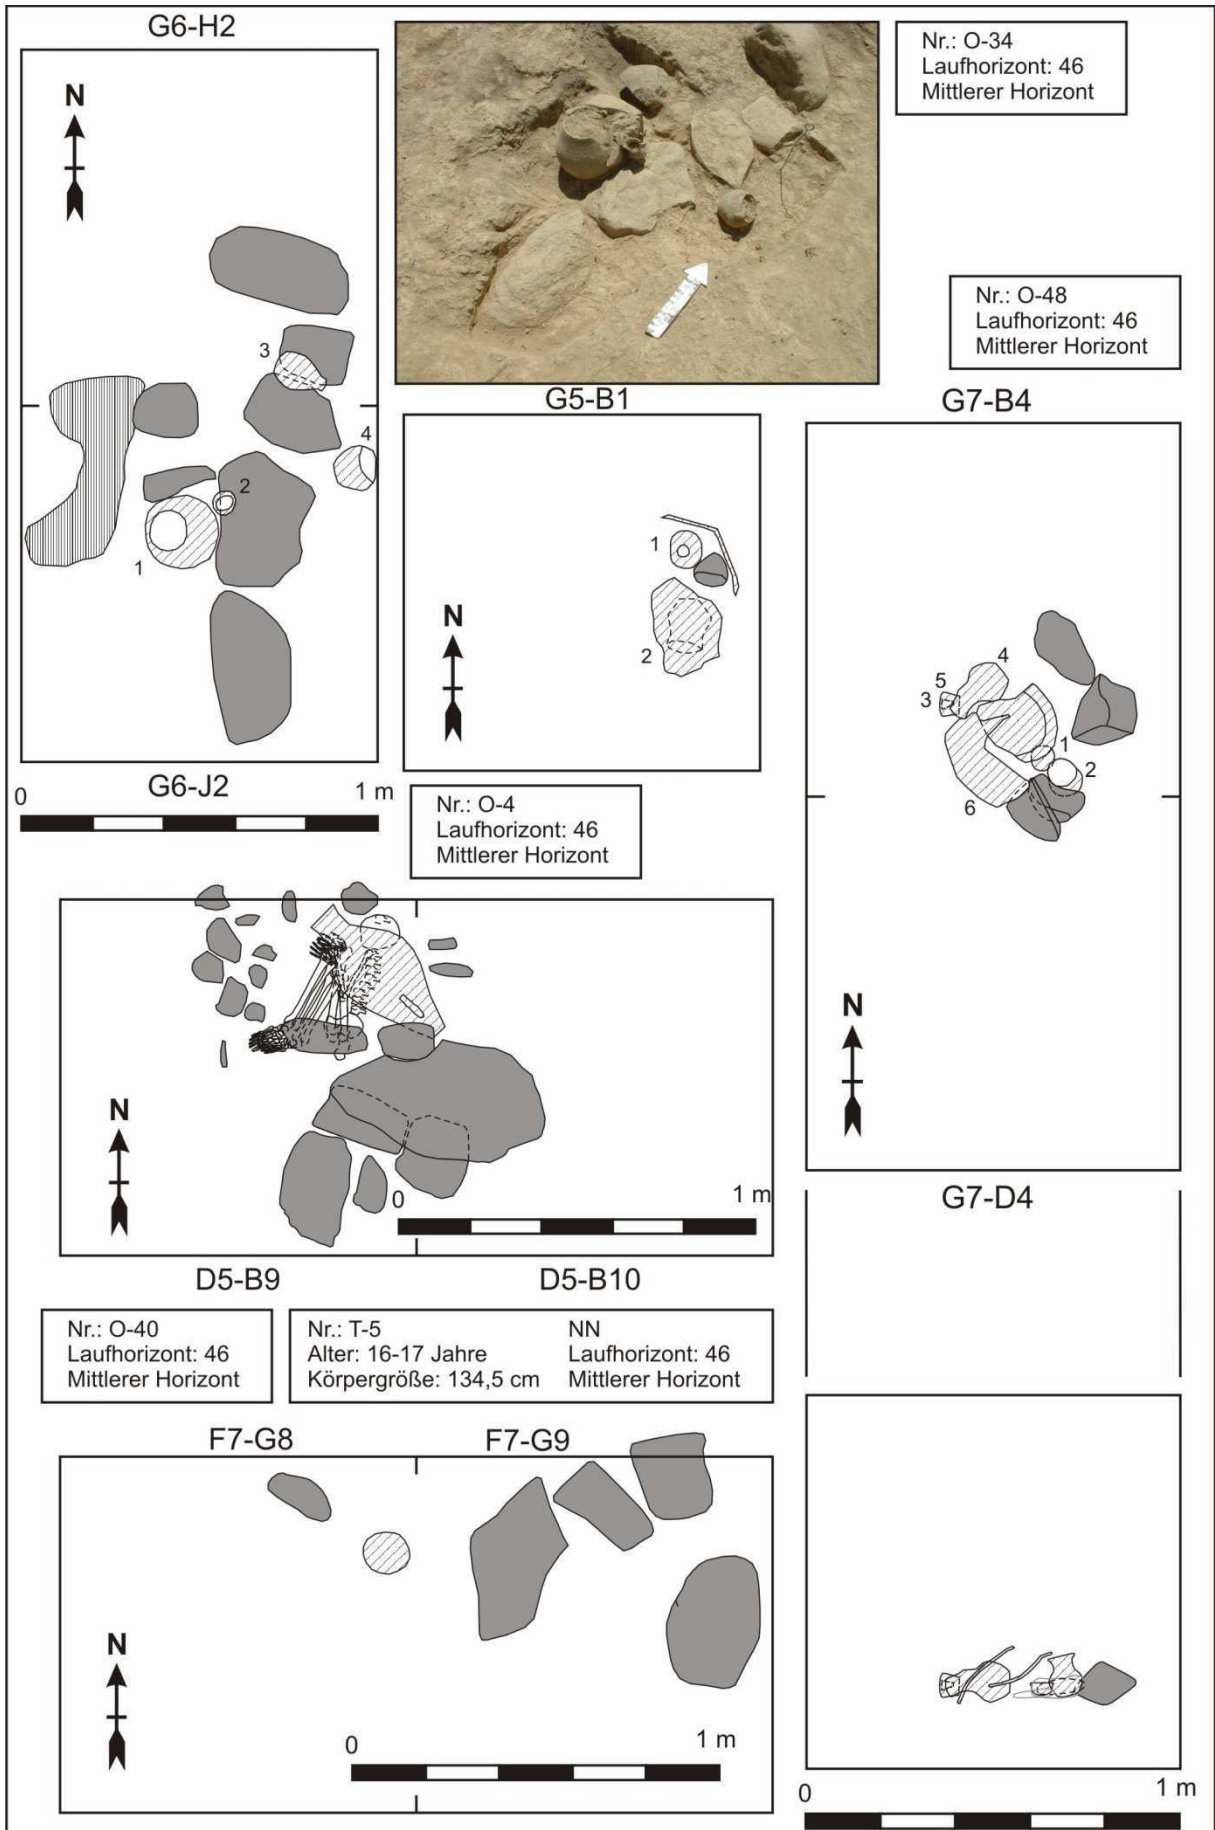 G6-H2
N
3
4
2
1
G6-J2
0 1 m
Nr.: O-34
Laufhorizont: 46
Mittlerer Horizont
Nr.: O-48
Laufhorizont: 46
Mittlerer Horizont
G5-B1
1
N
2
G7-B4
4
5
3
1
2
6
N
G7-D4
0 1 m
Nr.: O-4
Laufhorizont: 46
Mittlerer Horizont
N
0 1 m
D5-B9 D5-B10
Nr.: O-40
Laufhorizont: 46
Mittlerer Horizont
Nr.: T-5 NN
Alter: 16-17 Jahre Laufhorizont: 46
Körpergröße: 134,5 cm Mittlerer Horizont
F7-G8 F7-G9
N
0 1 m